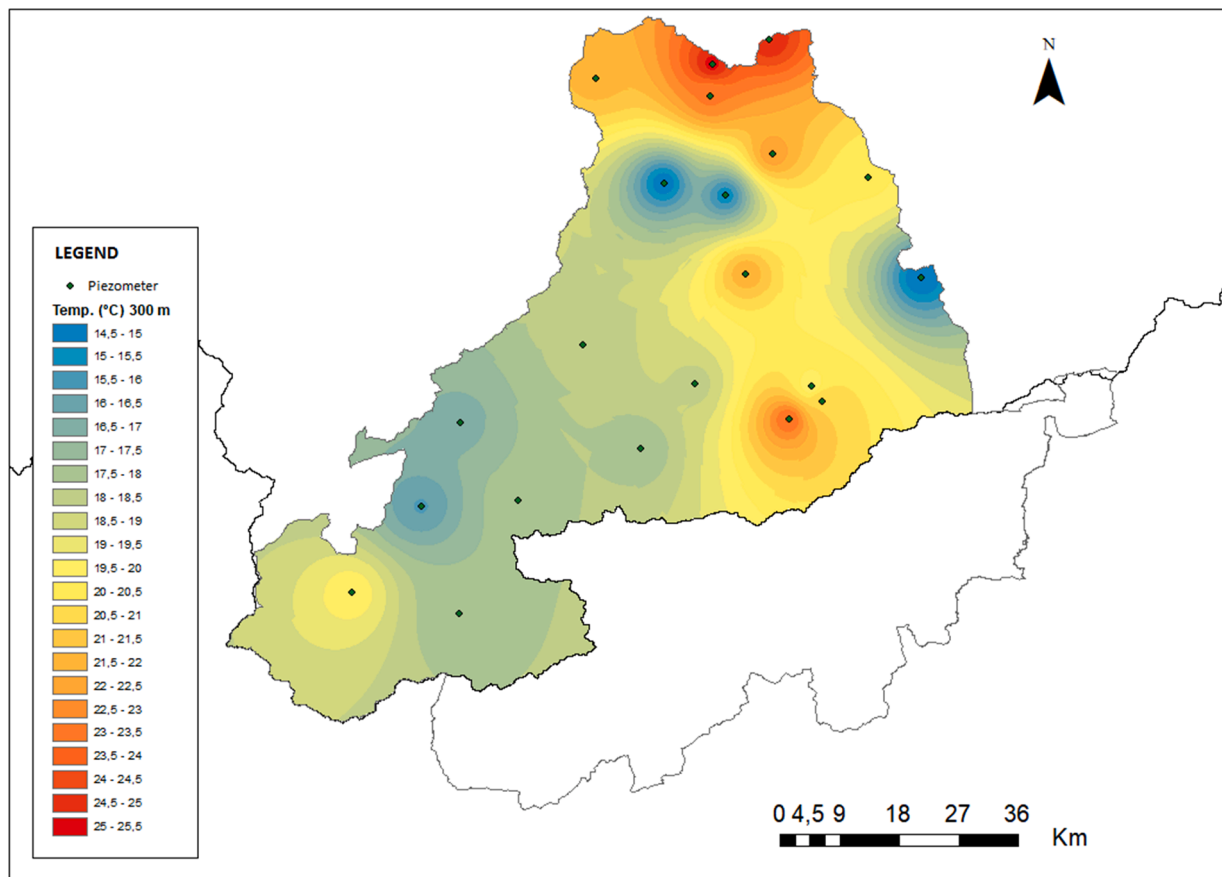 N
LEGEND
Piezometer
Temp. (°C) 300 m
14,5 - 15
15 - 15,5
15,5 - 16
16 - 16,5
16,5 - 17
17 - 17,5
17,5 - 18
18 - 18,5
18,5 - 19
19 - 19,5
19,5 - 20
20 - 20,5
20,5 - 21
21 - 21,5
21,5 - 22
22 - 22,5
22,5 - 23
23 - 23,5
23,5 - 24
24 - 24,5
24,5 - 25
25 - 25,5
0 4,5 9 18 27 36
Km